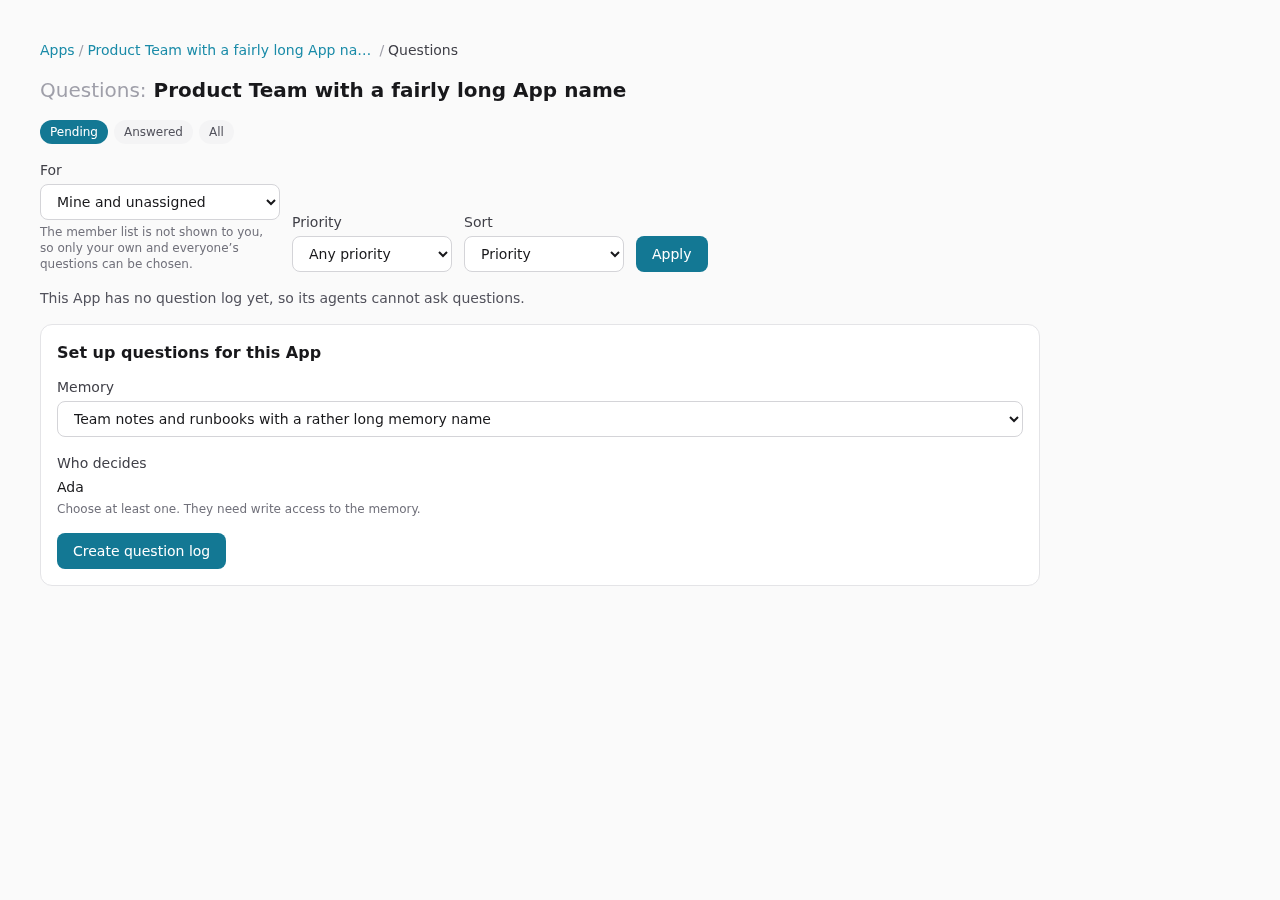 Apps / Product Team with a fairly long App na… / Questions
Questions: Product Team with a fairly long App name
Pending Answered All
For
Mine and unassigned
The member list is not shown to you,
so only your own and everyone’s
questions can be chosen.
Priority
Any priority
Sort
Priority
Apply
This App has no question log yet, so its agents cannot ask questions.
Set up questions for this App
Memory
Team notes and runbooks with a rather long memory name
Who decides
Ada
Choose at least one. They need write access to the memory.
Create question log